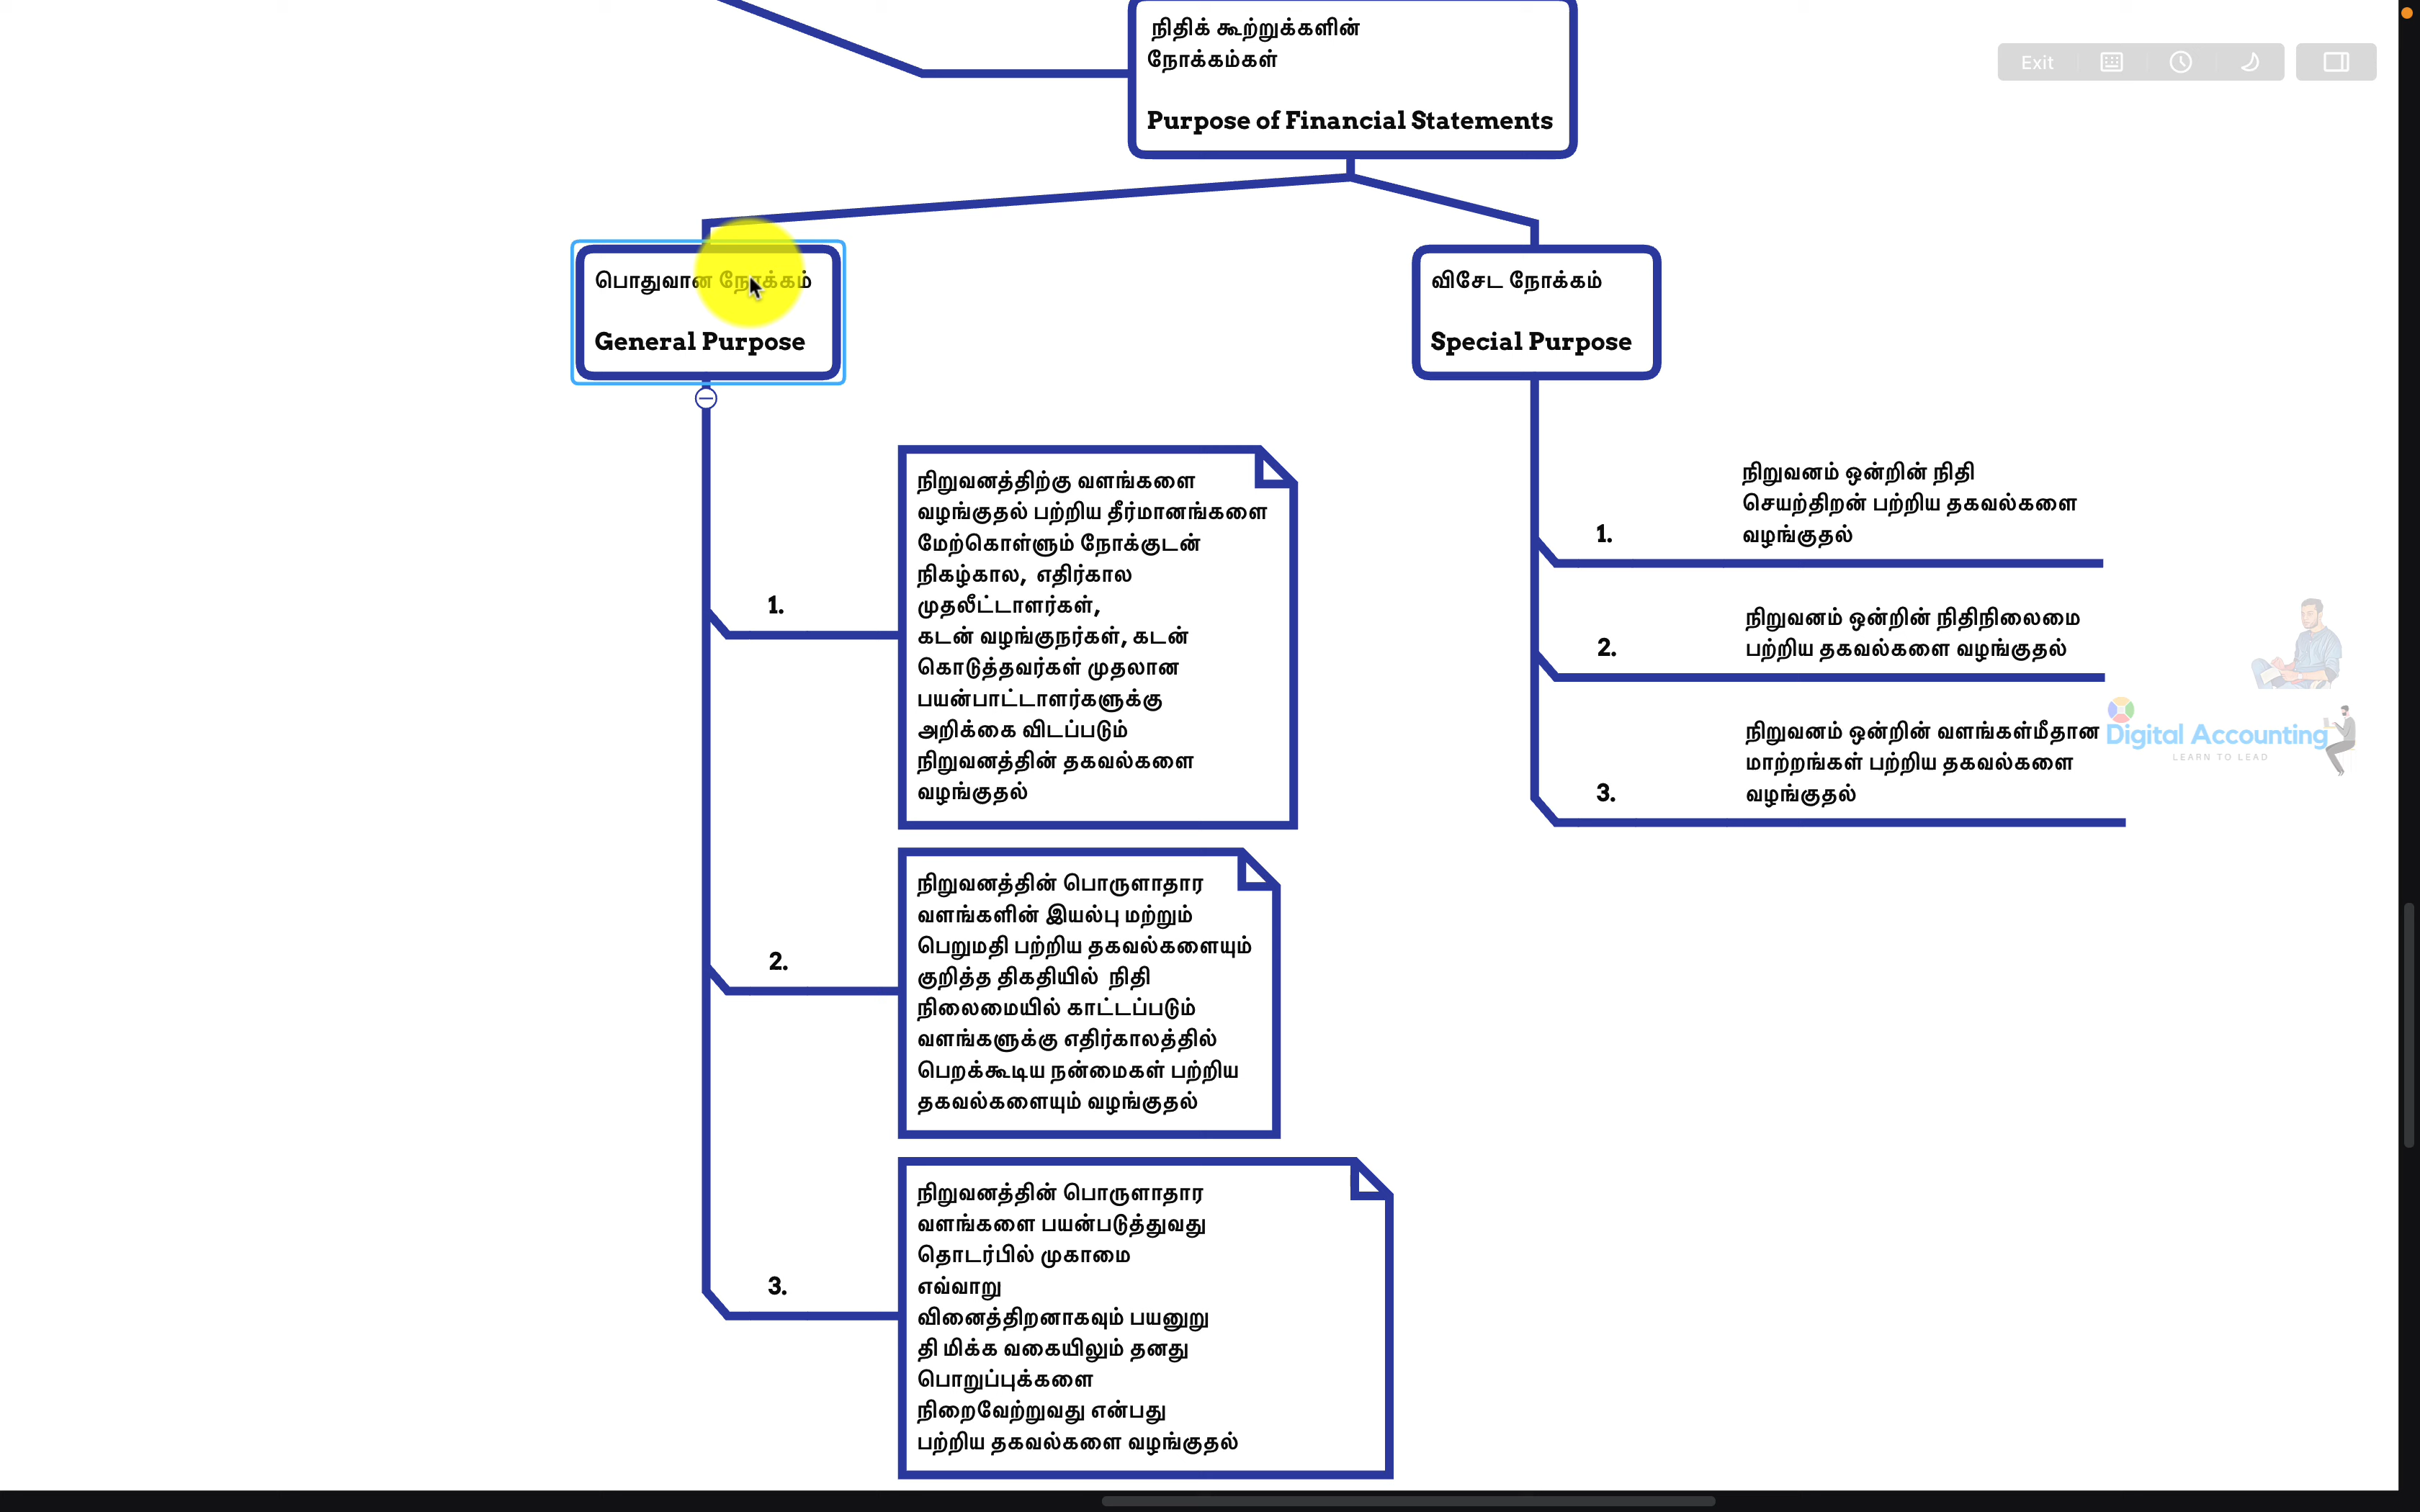 நிதிக் கூற்றுக்களின்
நோக்கம்கள்
Purpose of Financial Statements
Exit
பொதுவான நோக்கம்
General Purpose
விசேட நோக்கம்
Special Purpose
1.
நிறுவனத்திற்கு வளங்களை
வழங்குதல் பற்றிய தீர்மானங்களை
மேற்கொள்ளும் நோக்குடன்
நிகழ்கால, எதிர்கால
முதலீட்டாளர்கள்,
கடன் வழங்குநர்கள், கடன்
கொடுத்தவர்கள் முதலான
பயன்பாட்டாளர்களுக்கு
அறிக்கை விடப்படும்
நிறுவனத்தின் தகவல்களை
வழங்குதல்
2.
நிறுவனத்தின் பொருளாதார
வளங்களின் இயல்பு மற்றும்
பெறுமதி பற்றிய தகவல்களையும்
குறித்த திகதியில் நிதி
நிலைமையில் காட்டப்படும்
வளங்களுக்கு எதிர்காலத்தில்
பெறக்கூடிய நன்மைகள் பற்றிய
தகவல்களையும் வழங்குதல்
3.
நிறுவனத்தின் பொருளாதார
வளங்களை பயன்படுத்துவது
தொடர்பில் முகாமை
எவ்வாறு
வினைத்திறனாகவும் பயனுறு
தி மிக்க வகையிலும் தனது
பொறுப்புக்களை
நிறைவேற்றுவது என்பது
பற்றிய தகவல்களை வழங்குதல்
1.
நிறுவனம் ஒன்றின் நிதி
செயற்திறன் பற்றிய தகவல்களை
வழங்குதல்
2.
நிறுவனம் ஒன்றின் நிதிநிலைமை
பற்றிய தகவல்களை வழங்குதல்
3.
நிறுவனம் ஒன்றின் வளங்கள்மீதான
மாற்றங்கள் பற்றிய தகவல்களை
வழங்குதல்
Digital Accounting
LEARN TO LEAD